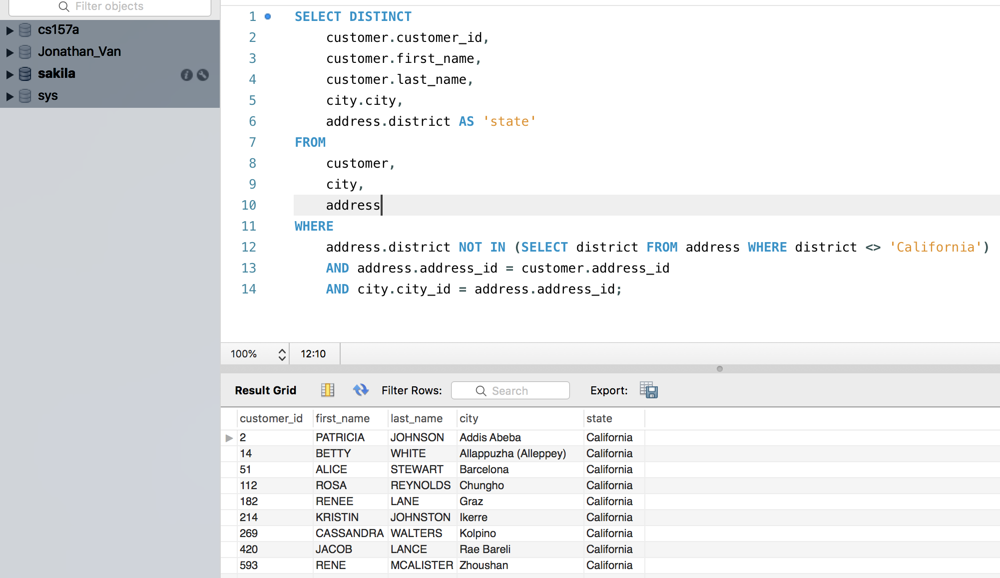 Filter objects
cs157a
Jonathan_Van
sakila
sys
1 SELECT DISTINCT
2 customer.customer_id,
3 customer.first_name,
4 customer.last_name,
5 city.city,
6 address.district AS 'state'
7 FROM
8 customer,
9 city,
10 address
11 WHERE
12 address.district NOT IN (SELECT district FROM address WHERE district <> 'California')
13 AND address.address_id = customer.address_id
14 AND city.city_id = address.address_id;
100% 12:10
Result Grid Filter Rows: Search Export:
customer_id first_name last_name city state
2 PATRICIA JOHNSON Addis Abeba California
14 BETTY WHITE Allappuzha (Alleppey) California
51 ALICE STEWART Barcelona California
112 ROSA REYNOLDS Chungho California
182 RENEE LANE Graz California
214 KRISTIN JOHNSTON Ikerre California
269 CASSANDRA WALTERS Kolpino California
420 JACOB LANCE Rae Bareli California
593 RENE MCALISTER Zhoushan California